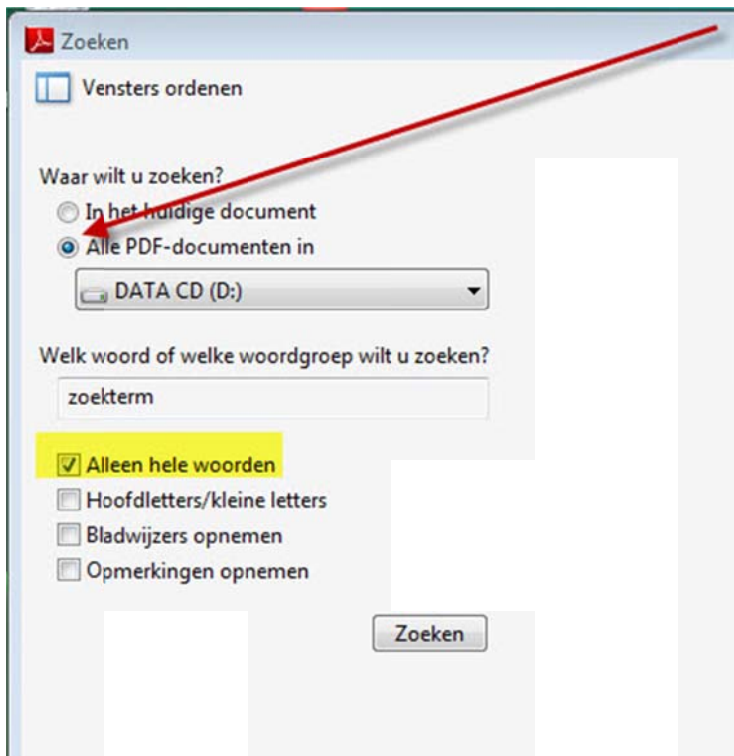 Zoeken
Vensters ordenen
Waar wilt u zoeken?
In het huidige document
Alle PDF-documenten in
DATA CD (D:)
Welk woord of welke woordgroep wilt u zoeken?
zoekterm
Alleen hele woorden
Hoofdletters/kleine letters
Bladwijzers opnemen
Opmerkingen opnemen
Zoeken